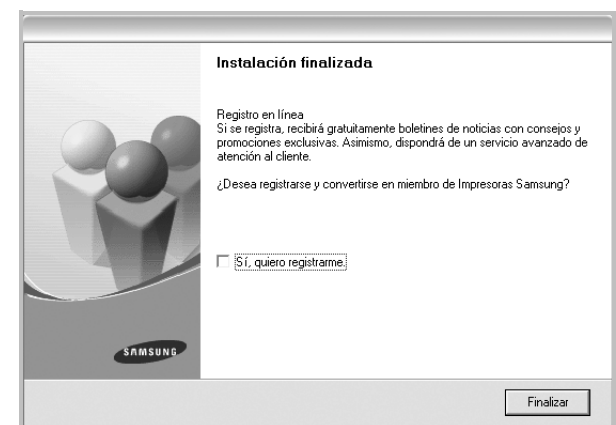 Instalación finalizada
Registro en línea
Si se registra, recibirá gratuitamente boletines de noticias con consejos y
promociones exclusivas. Asimismo, dispondrá de un servicio avanzado de
atención al cliente.
¿Desea registrarse y convertirse en miembro de Impresoras Samsung?
Sí, quiero registrarme.
SAMSUNG
Finalizar